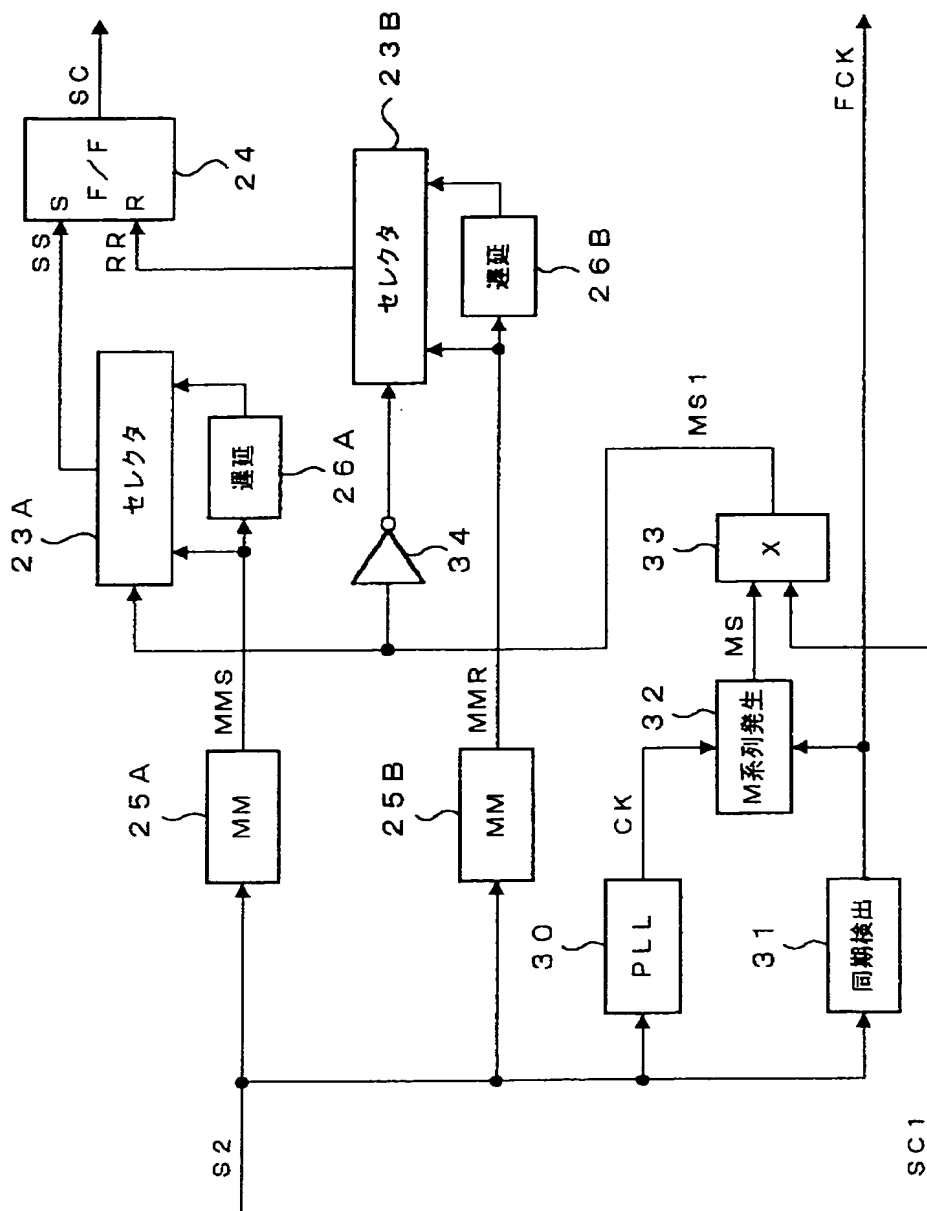 S2
25A
MM
MMS
23A
セレクタ
遅延
26A
SS
RR
S
R
F/F
24
SC
25B
MM
MMR
34
セレクタ
23B
遅延
26B
30
PLL
CK
31
同期検出
32
M系列発生
MS
33
X
MS1
FCK
SC1